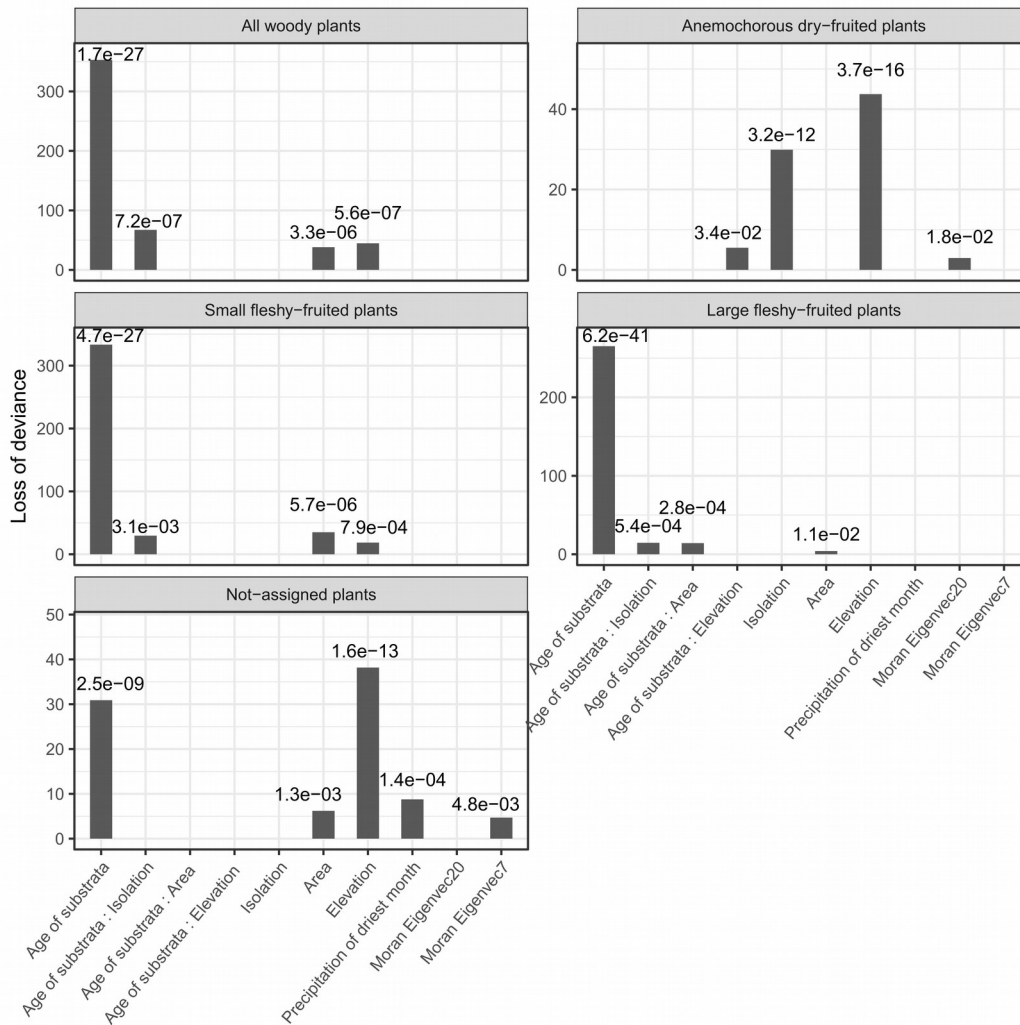 All woody plants
300
200
100
0
1.7e−27
7.2e−07
3.3e−06
5.6e−07
Anemochorous dry−fruited plants
40
20
0
3.4e−02
3.2e−12
3.7e−16
1.8e−02
Small fleshy−fruited plants
300
200
100
0
4.7e−27
3.1e−03
5.7e−06
7.9e−04
Large fleshy−fruited plants
200
100
0
6.2e−41
5.4e−04
2.8e−04
1.1e−02
Age of substrata
Age of substrata : Isolation
Age of substrata : Area
Age of substrata : Elevation
Isolation
Area
Elevation
Precipitation of driest month
Moran Eigenvec20
Moran Eigenvec7
Loss of deviance
Not−assigned plants
50
40
30
20
10
0
2.5e−09
1.3e−03
1.6e−13
1.4e−04
4.8e−03
Age of substrata
Age of substrata : Isolation
Age of substrata : Area
Age of substrata : Elevation
Isolation
Area
Elevation
Precipitation of driest month
Moran Eigenvec20
Moran Eigenvec7